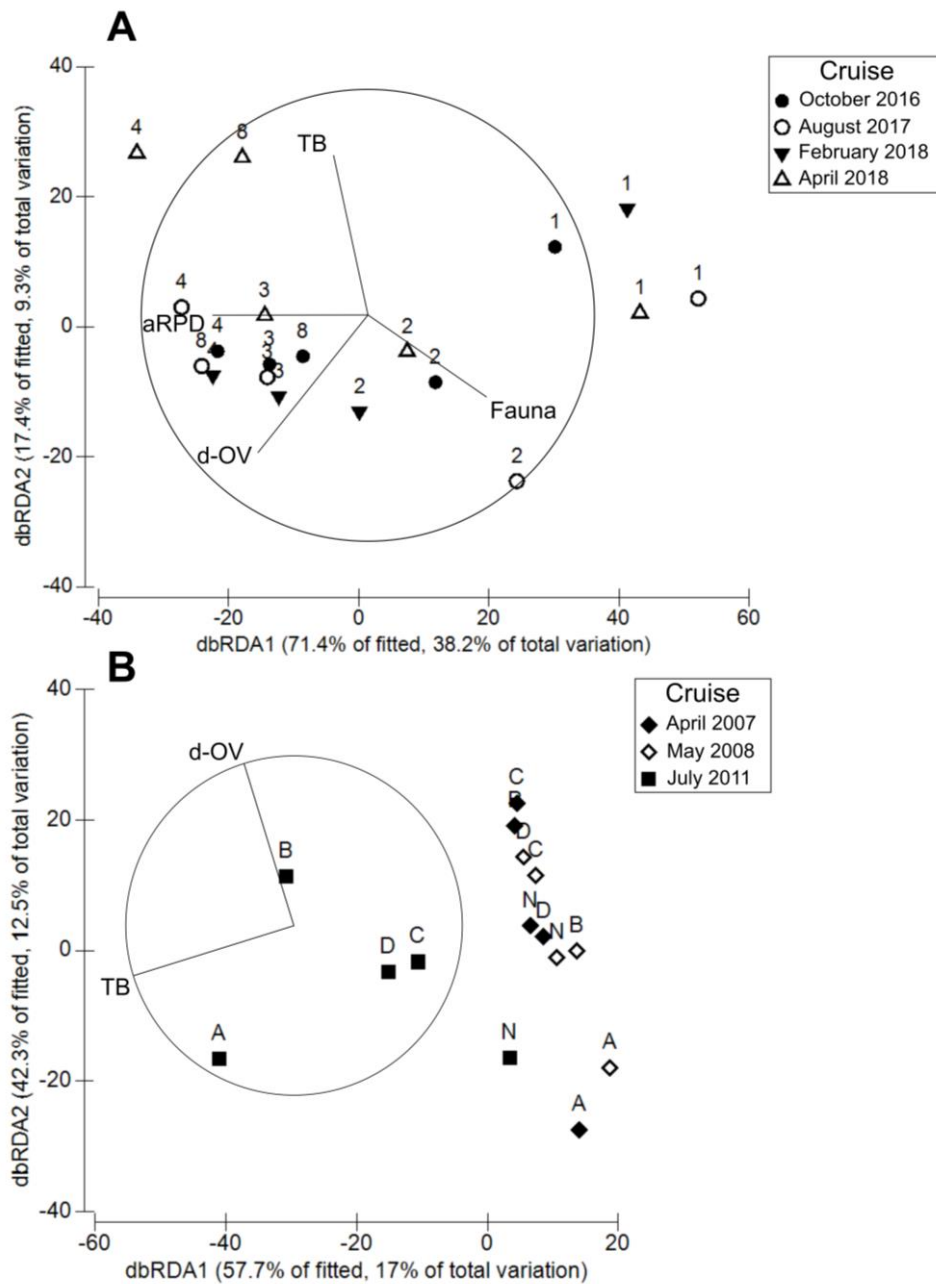 A
40
20
0
-20
-40
dbRDA2 (17.4% of fitted, 9.3% of total variation)
Cruise
October 2016
August 2017
February 2018
April 2018
4
8
TB
1
1
1
1
4
3
aRPD
4
8
3
3
3
8
2
2
2
2
Fauna
d-OV
-40
-20
0
20
40
60
dbRDA1 (71.4% of fitted, 38.2% of total variation)
B
40
20
0
-20
-40
dbRDA2 (42.3% of fitted, 12.5% of total variation)
Cruise
April 2007
May 2008
July 2011
d-OV
TB
B
D
C
A
N
C
B
D
C
N
D
N
B
A
A
-60
-40
-20
0
20
dbRDA1 (57.7% of fitted, 17% of total variation)